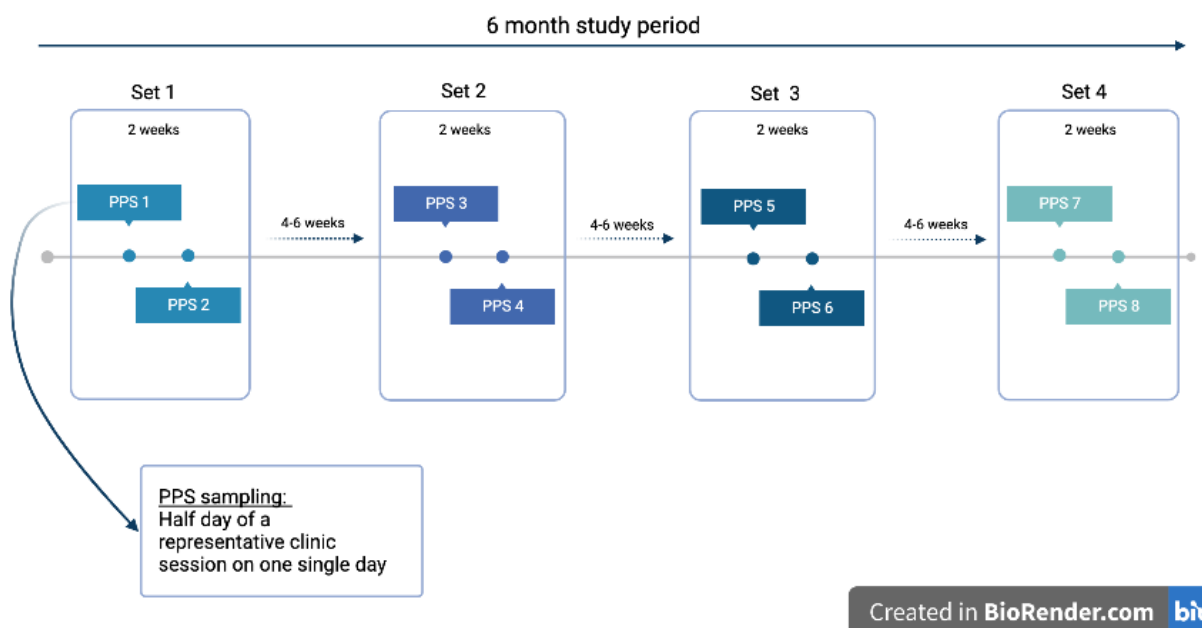 6 month study period
Set 1
Set 2
Set 3
Set 4
2 weeks
2 weeks
2 weeks
2 weeks
PPS 1
PPS 3
PPS 5
PPS 7
4-6 weeks
4-6 weeks
4-6 weeks
PPS 2
PPS 4
PPS 6
PPS 8
PPS sampling:
Half day of a
representative clinic
session on one single day
Created in BioRender.com